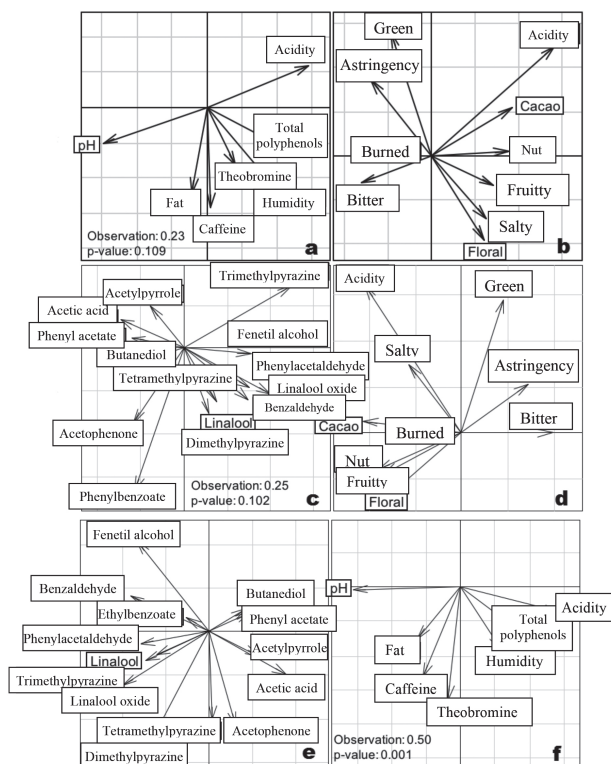 Acidity
pH
Total
polyphenols
Theobromine
Fat
Humidity
Caffeine
Observation:0.23
p-value:0.109
a
Green
Acidity
Astringency
Cacao
Burned
Nut
Bitter
Fruitty
Salty
Floral
b
Trimethylpyrazine
Acetylpyrrole
Acetic acid
Phenyl acetate
Fenetil alcohol
Butanediol
Phenylacetaldehyde
Tetramethylpyrazine
Linalool oxide
Benzaldehyde
Linalool
Acetophenone
Dimethylpyrazine
Phenylbenzoate
Observation:0.25
p-value:0.102
c
Acidity
Green
Salty
Astringency
Bitter
Cacao
Burned
Nut
Fruitty
Floral
d
Fenetil alcohol
Benzaldehyde
Butanediol
Ethylbenzoate
Phenyl acetate
Phenylacetaldehyde
Acetylpyrrole
Linalool
Trimethylpyrazine
Acetic acid
Linalool oxide
Tetramethylpyrazine
Acetophenone
Dimethylpyrazine
e
pH
Acidity
Total
polyphenols
Fat
Humidity
Caffeine
Theobromine
Observation:0.50
p-value:0.001
f